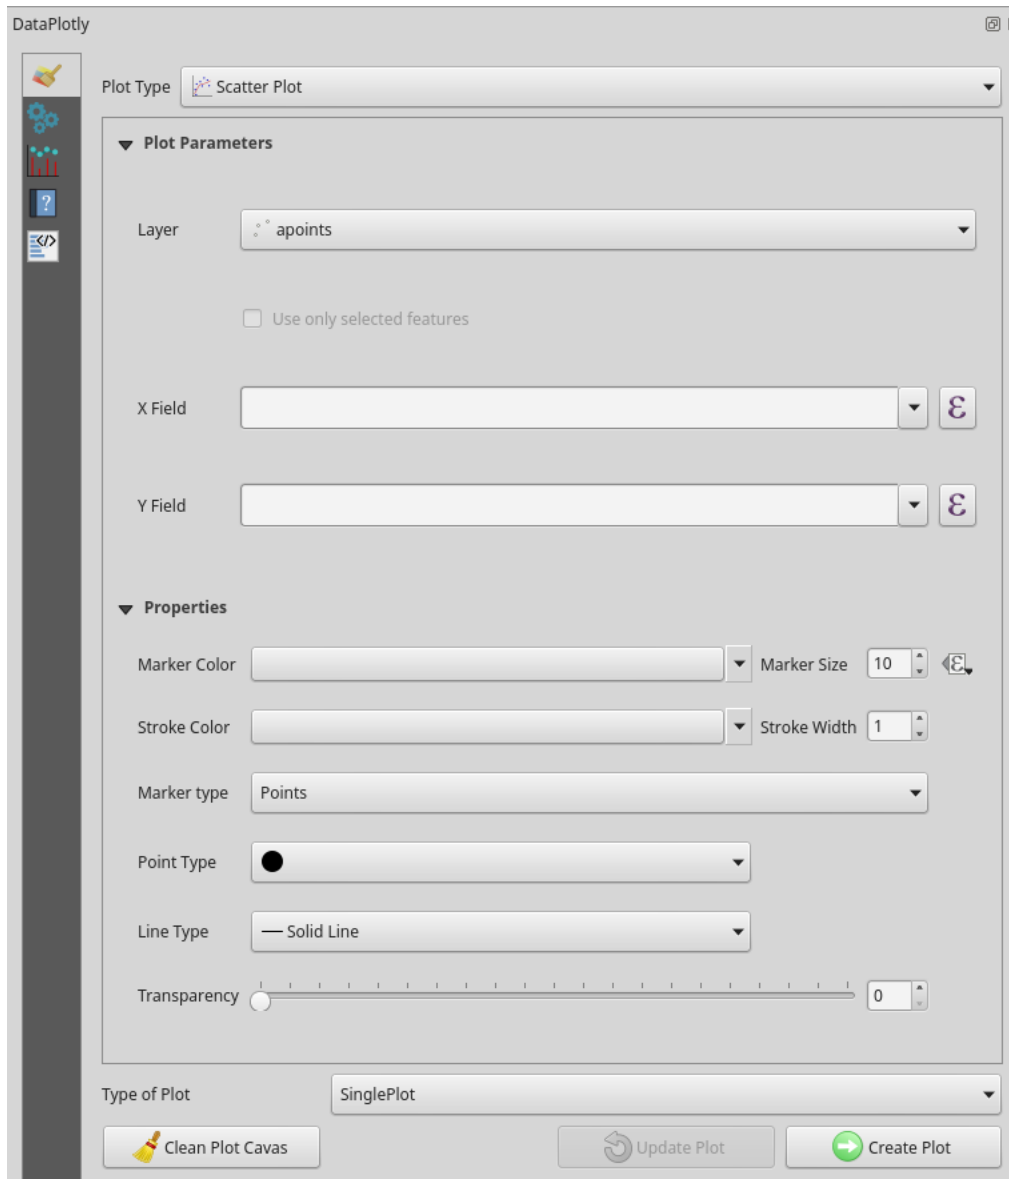 DataPlotly
Plot Type Scatter Plot
Plot Parameters
Layer apoints
Use only selected features
X Field ε
Y Field ε
Properties
Marker Color Marker Size 10 ε
Stroke Color Stroke Width 1
Marker type Points
Point Type
Line Type Solid Line
Transparency 0
Type of Plot SinglePlot
Clean Plot Cavas Update Plot Create Plot
?
</>